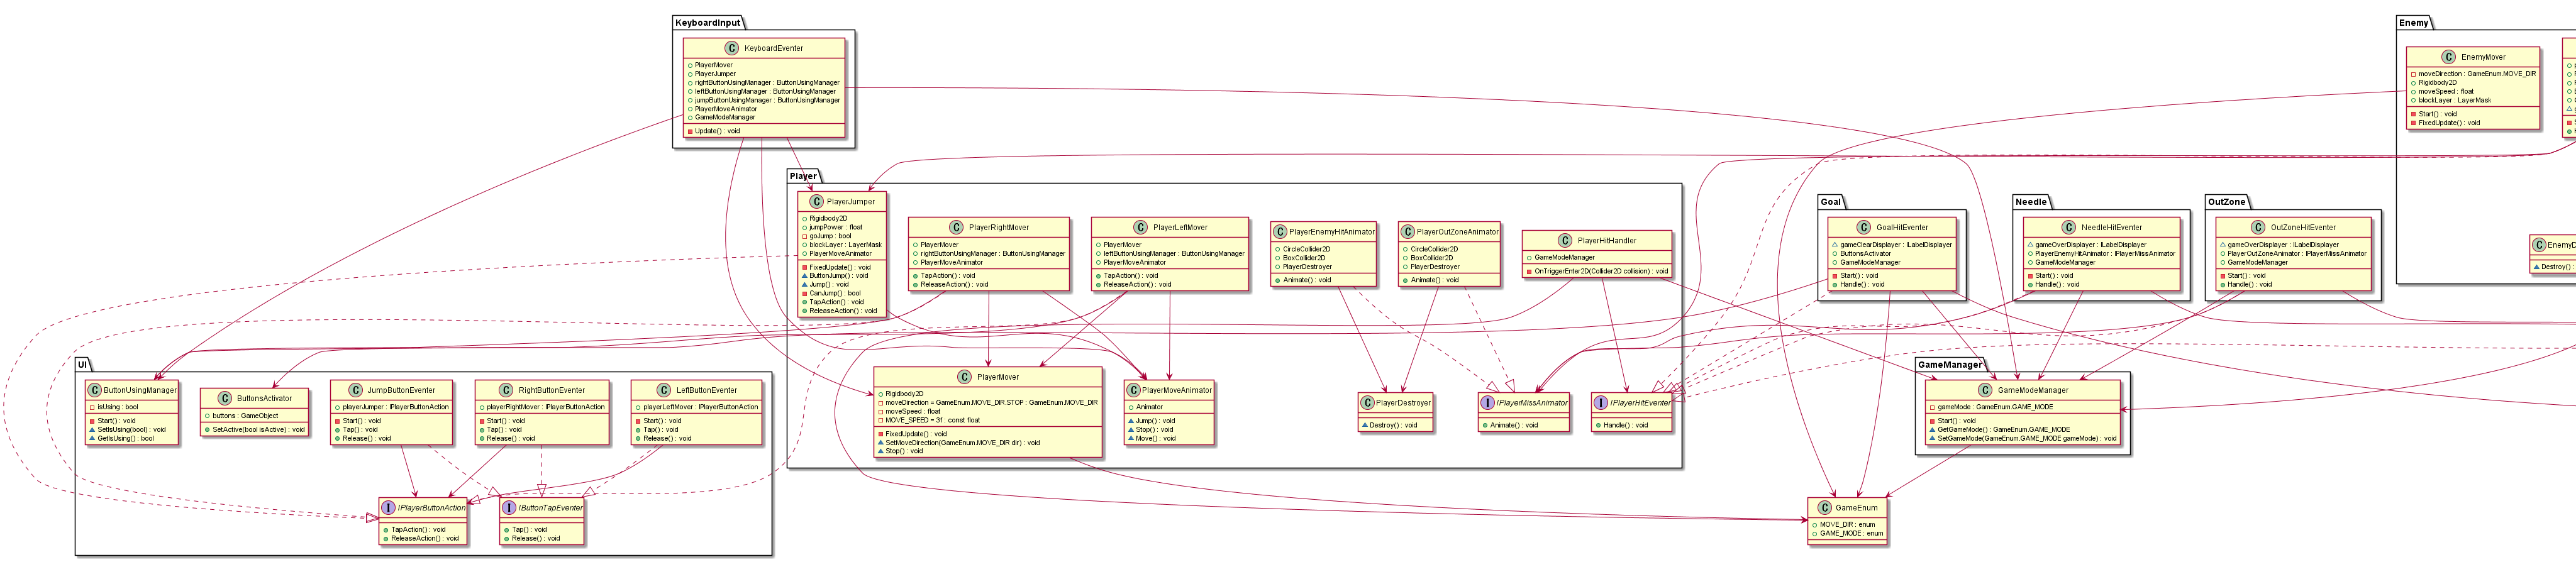 KeyboardInput
KeyboardEventer
PlayerMover
PlayerJumper
rightButtonUsingManager : ButtonUsingManager
leftButtonUsingManager : ButtonUsingManager
jumpButtonUsingManager : ButtonUsingManager
PlayerMoveAnimator
GameModeManager
Update() : void
Enemy
EnemyMover
moveDirection : GameEnum.MOVE_DIR
Rigidbody2D
moveSpeed : float
blockLayer : LayerMask
Start() : void
FixedUpdate() : void
Destroy() :
Player
PlayerJumper
Rigidbody2D
jumpPower : float
goJump : bool
blockLayer : LayerMask
PlayerMoveAnimator
FixedUpdate() : void
ButtonJump() : void
Jump() : void
CanJump() : bool
TapAction() : void
ReleaseAction() : void
PlayerRightMover
PlayerMover
rightButtonUsingManager : ButtonUsingManager
PlayerMoveAnimator
TapAction() : void
ReleaseAction() : void
PlayerLeftMover
PlayerMover
leftButtonUsingManager : ButtonUsingManager
PlayerMoveAnimator
TapAction() : void
ReleaseAction() : void
PlayerEnemyHitAnimator
CircleCollider2D
BoxCollider2D
PlayerDestroyer
Animate() : void
PlayerOutZoneAnimator
CircleCollider2D
BoxCollider2D
PlayerDestroyer
Animate() : void
PlayerHitHandler
GameModeManager
OnTriggerEnter2D(Collider2D collision) : void
Goal
GoalHitEventer
gameClearDisplayer : ILabelDisplayer
ButtonsActivator
GameModeManager
Start() : void
Handle() : void
Needle
NeedleHitEventer
gameOverDisplayer : ILabelDisplayer
PlayerEnemyHitAnimator : IPlayerMissAnimator
GameModeManager
Start() : void
Handle() : void
OutZone
OutZoneHitEventer
gameOverDisplayer : ILabelDisplayer
PlayerOutZoneAnimator : IPlayerMissAnimator
GameModeManager
Start() : void
Handle() : void
UI
ButtonUsingManager
isUsing : bool
Start() : void
SetIsUsing(bool) : void
GetIsUsing() : bool
ButtonsActivator
buttons : GameObject
SetActive(bool isActive) : void
JumpButtonEventer
playerJumper : IPlayerButtonAction
Start() : void
Tap() : void
Release() : void
RightButtonEventer
playerRightMover : IPlayerButtonAction
Start() : void
Tap() : void
Release() : void
LeftButtonEventer
playerLeftMover : IPlayerButtonAction
Start() : void
Tap() : void
Release() : void
PlayerMover
Rigidbody2D
moveDirection = GameEnum.MOVE_DIR.STOP : GameEnum.MOVE_DIR
moveSpeed : float
MOVE_SPEED = 3f : const float
FixedUpdate() : void
SetMoveDirection(GameEnum.MOVE_DIR dir) : void
Stop() : void
PlayerMoveAnimator
Animator
Jump() : void
Stop() : void
Move() : void
PlayerDestroyer
Destroy() : void
IPlayerMissAnimator
Animate() : void
IPlayerHitEventer
Handle() : void
GameManager
GameModeManager
gameMode : GameEnum.GAME_MODE
Start() : void
GetGameMode() : GameEnum.GAME_MODE
SetGameMode(GameEnum.GAME_MODE gameMode) : void
IPlayerButtonAction
TapAction() : void
ReleaseAction() : void
IButtonTapEventer
Tap() : void
Release() : void
GameEnum
MOVE_DIR : enum
GAME_MODE : enum